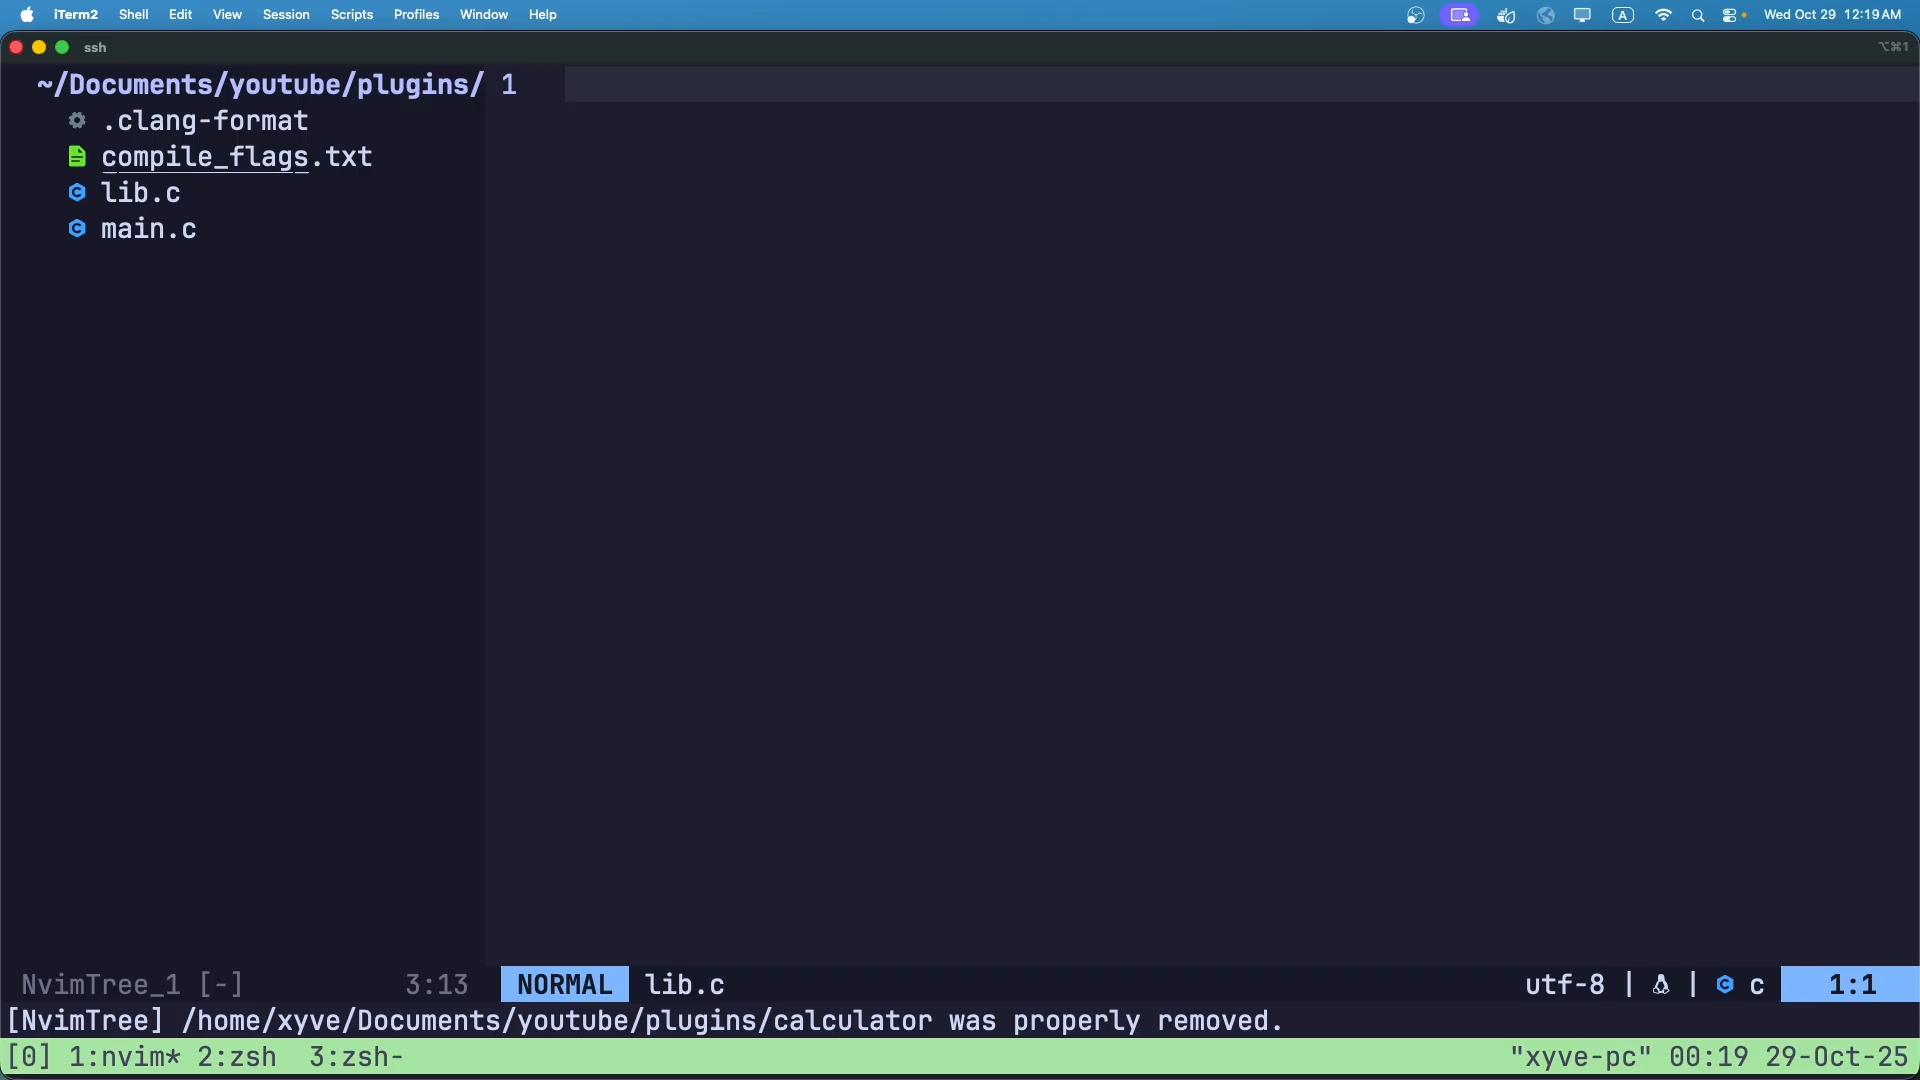 iTerm2 Shell Edit View Session Scripts Profiles Window Help A Wed Oct 29 12:19 AM
ssh ⌥⌘1
~/Documents/youtube/plugins/ 1
.clang-format
compile_flags.txt
lib.c
main.c
NvimTree_1 [-] 3:13 NORMAL lib.c utf-8 | | c 1:1
[NvimTree] /home/xyve/Documents/youtube/plugins/calculator was properly removed.
[0] 1:nvim* 2:zsh 3:zsh- "xyve-pc" 00:19 29-Oct-25